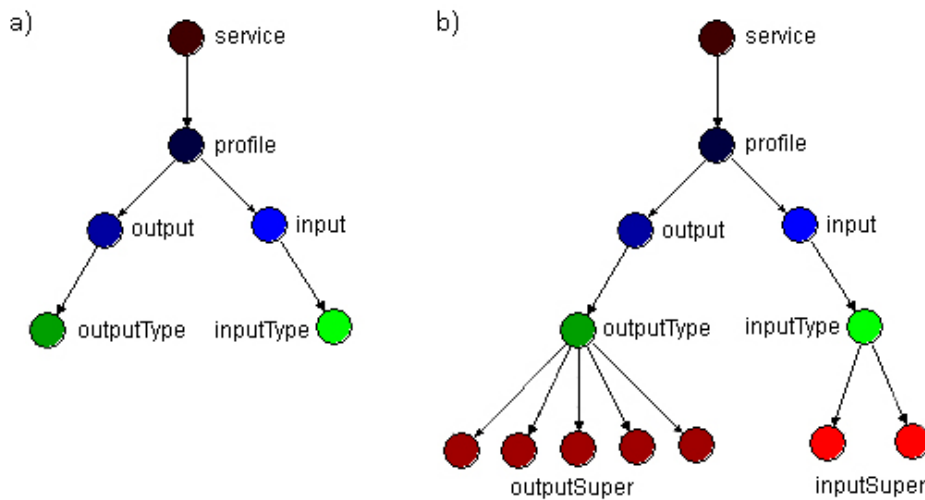 a)
service
profile
output
input
outputType
inputType
b)
service
profile
output
input
outputType
inputType
outputSuper
inputSuper